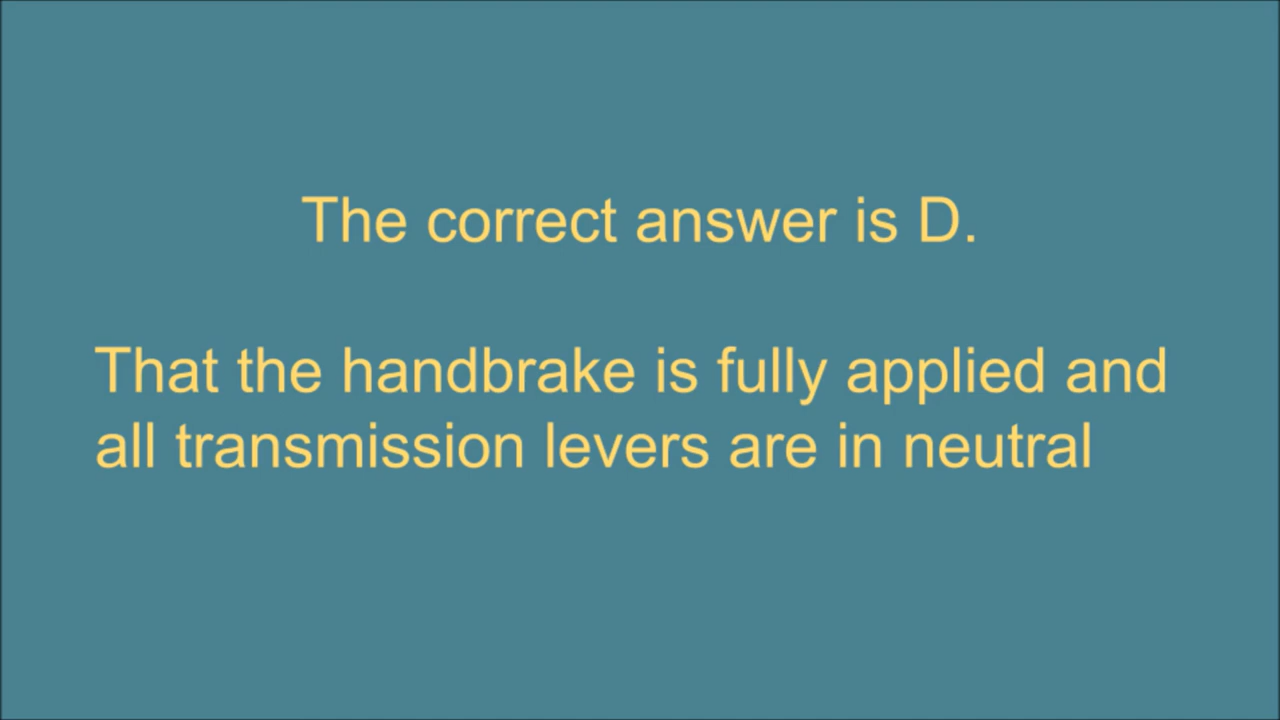 The correct answer is D.
That the handbrake is fully applied and
all transmission levers are in neutral